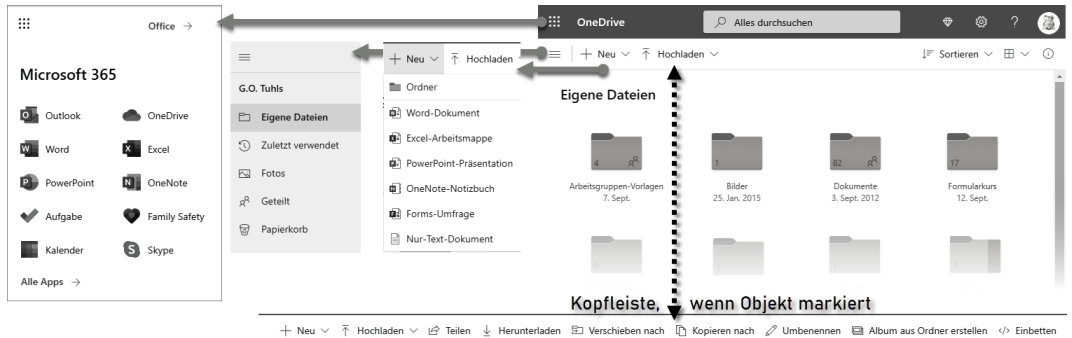 Office →
Microsoft 365
Outlook
OneDrive
Word
Excel
PowerPoint
OneNote
Aufgabe
Family Safety
Kalender
Skype
Alle Apps →
G.O. Tuhls
Eigene Dateien
Zuletzt verwendet
Fotos
Geteilt
Papierkorb
+ Neu Hochladen
Ordner
Word-Dokument
Excel-Arbeitsmappe
PowerPoint-Präsentation
OneNote-Notizbuch
Forms-Umfrage
Nur-Text-Dokument
OneDrive
Alles durchsuchen
?
+ Neu Hochladen
Sortieren
Eigene Dateien
4
1
82
17
Arbeitsgruppen-Vorlagen
7. Sept.
Bilder
25. Jan. 2015
Dokumente
3. Sept. 2012
Formularkurs
12. Sept.
Kopfleiste, wenn Objekt markiert
+ Neu Hochladen Teilen Herunterladen Verschieben nach Kopieren nach Umbenennen Album aus Ordner erstellen </> Einbetten